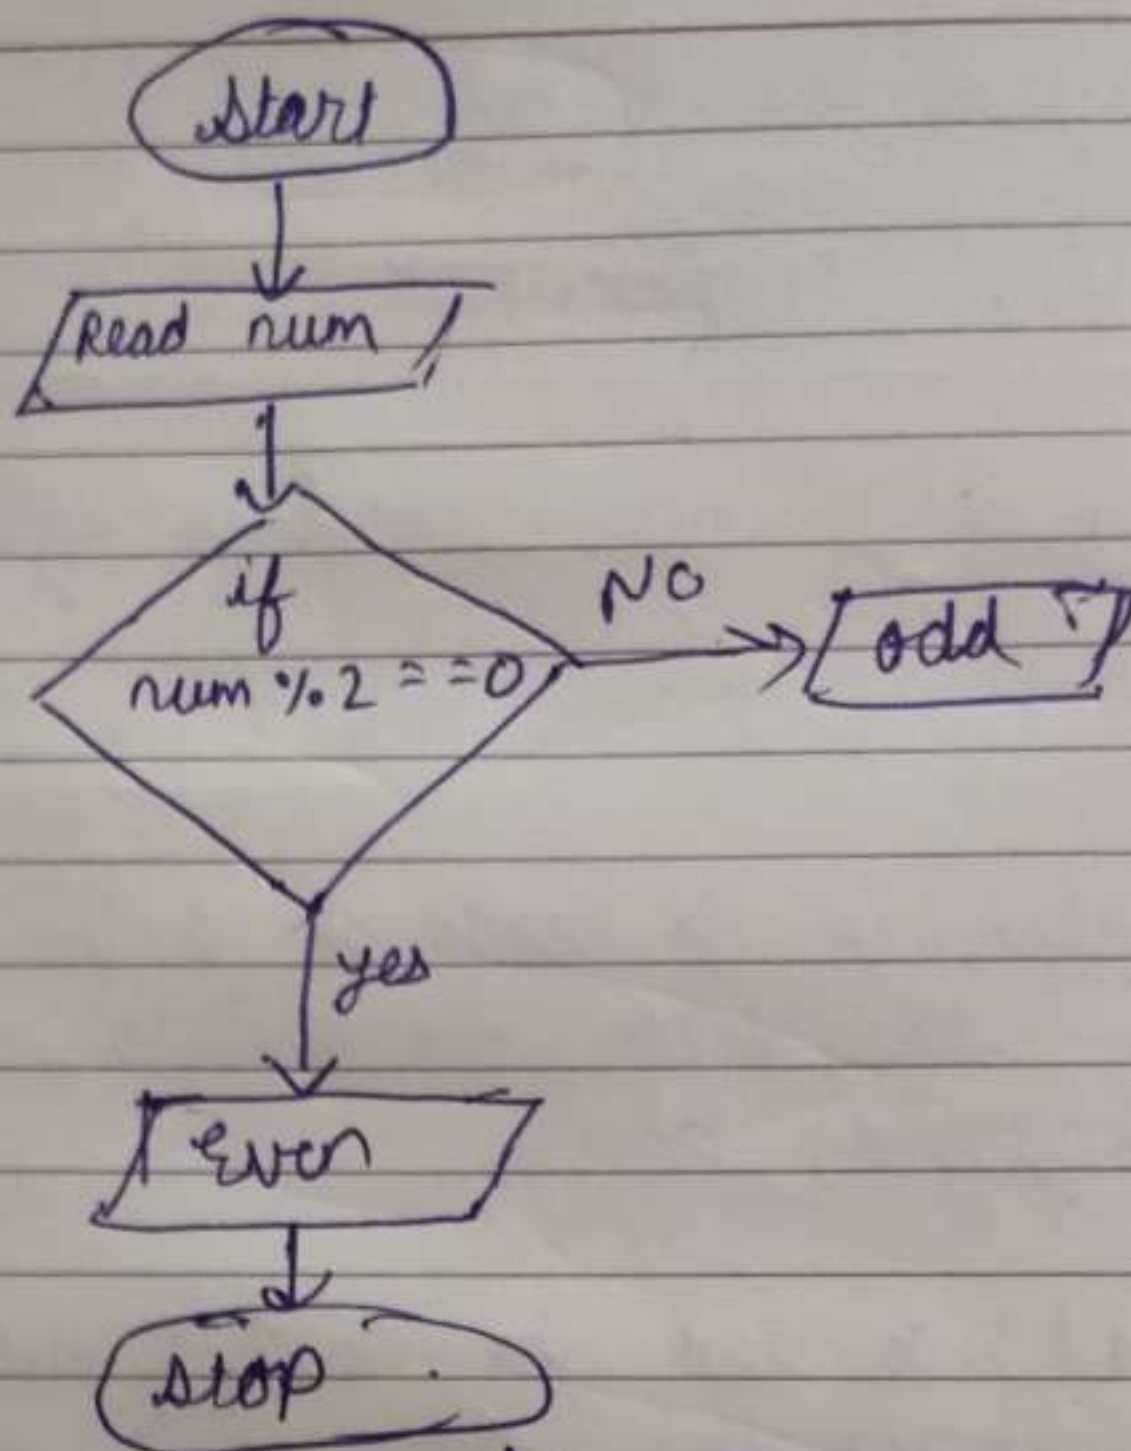 Start
Read num
if
num % 2 == 0
NO
odd
yes
Even
Stop